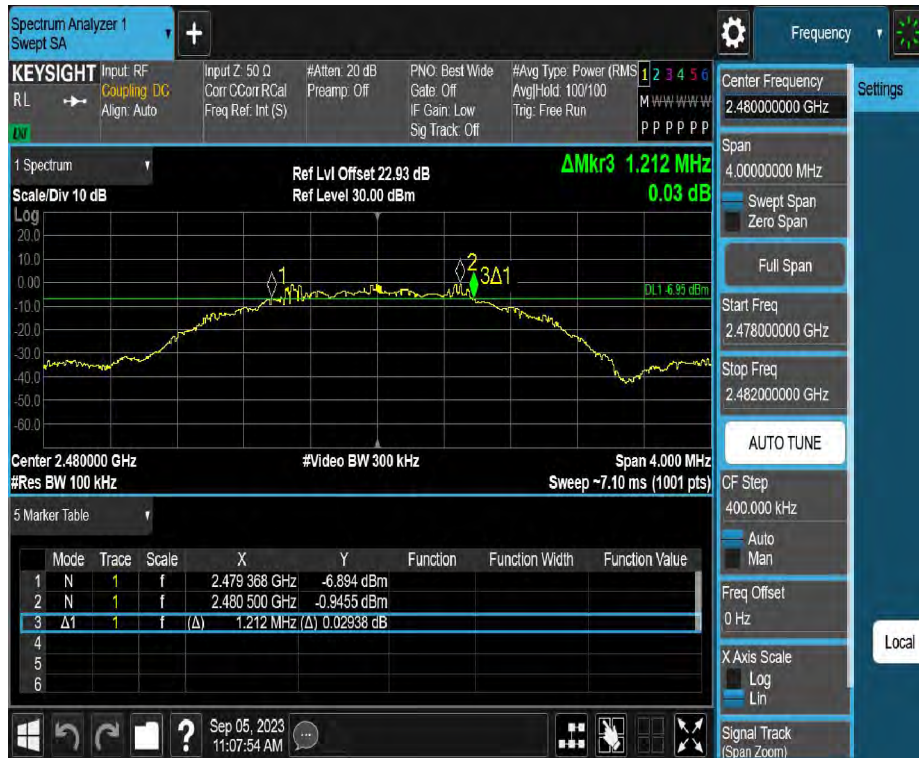 Spectrum Analyzer 1
Swept SA
+
Frequency
KEYSIGHT
RL
Input: RF
Coupling: DC
Align: Auto
Input Z: 50 Ω
Corr CCorr RCal
Freq Ref: Int (S)
#Atten: 20 dB
Preamp: Off
PNO: Best Wide
Gate: Off
IF Gain: Low
Sig Track: Off
#Avg Type: Power (RMS
Avg|Hold: 100/100
Trig: Free Run
1 2 3 4 5 6
M W W W W W
P P P P P P
1 Spectrum
Scale/Div 10 dB
Ref Lvl Offset 22.93 dB
Ref Level 30.00 dBm
ΔMkr3 1.212 MHz
0.03 dB
Log
20.0
10.0
0.00
-10.0
-20.0
-30.0
-40.0
-50.0
-60.0
1
2
3Δ1
DL1 -6.95 dBm
Center 2.480000 GHz
#Video BW 300 kHz
Span 4.000 MHz
#Res BW 100 kHz
Sweep ~7.10 ms (1001 pts)
5 Marker Table
Mode Trace Scale X Y Function Function Width Function Value
1 N 1 f 2.479 368 GHz -6.894 dBm
2 N 1 f 2.480 500 GHz -0.9455 dBm
3 Δ1 1 f (Δ) 1.212 MHz (Δ) 0.02938 dB
4
5
6
?
Sep 05, 2023
11:07:54 AM
Center Frequency
2.480000000 GHz
Span
4.00000000 MHz
Swept Span
Zero Span
Full Span
Start Freq
2.478000000 GHz
Stop Freq
2.482000000 GHz
AUTO TUNE
CF Step
400.000 kHz
Auto
Man
Freq Offset
0 Hz
X Axis Scale
Log
Lin
Signal Track
(Span Zoom)
Settings
Local